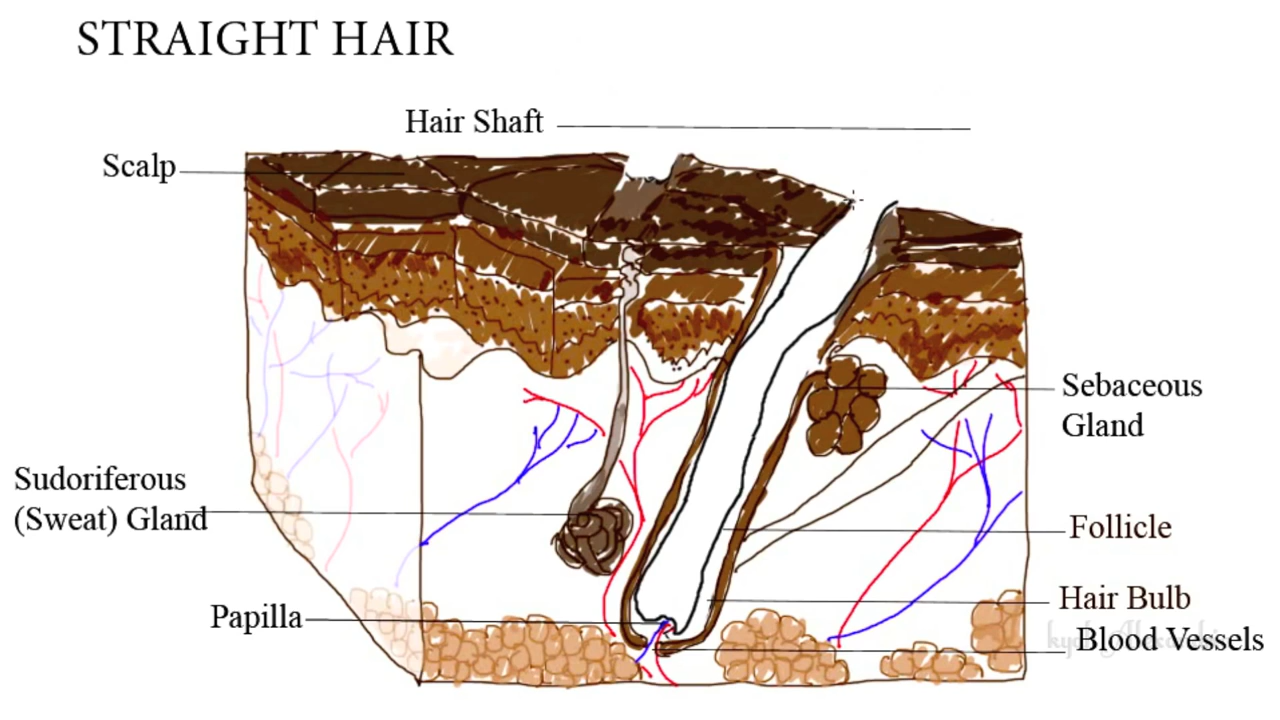 STRAIGHT HAIR
Hair Shaft
Scalp
Sebaceous
Gland
Sudoriferous
(Sweat) Gland
Follicle
Hair Bulb
Papilla
Blood Vessels